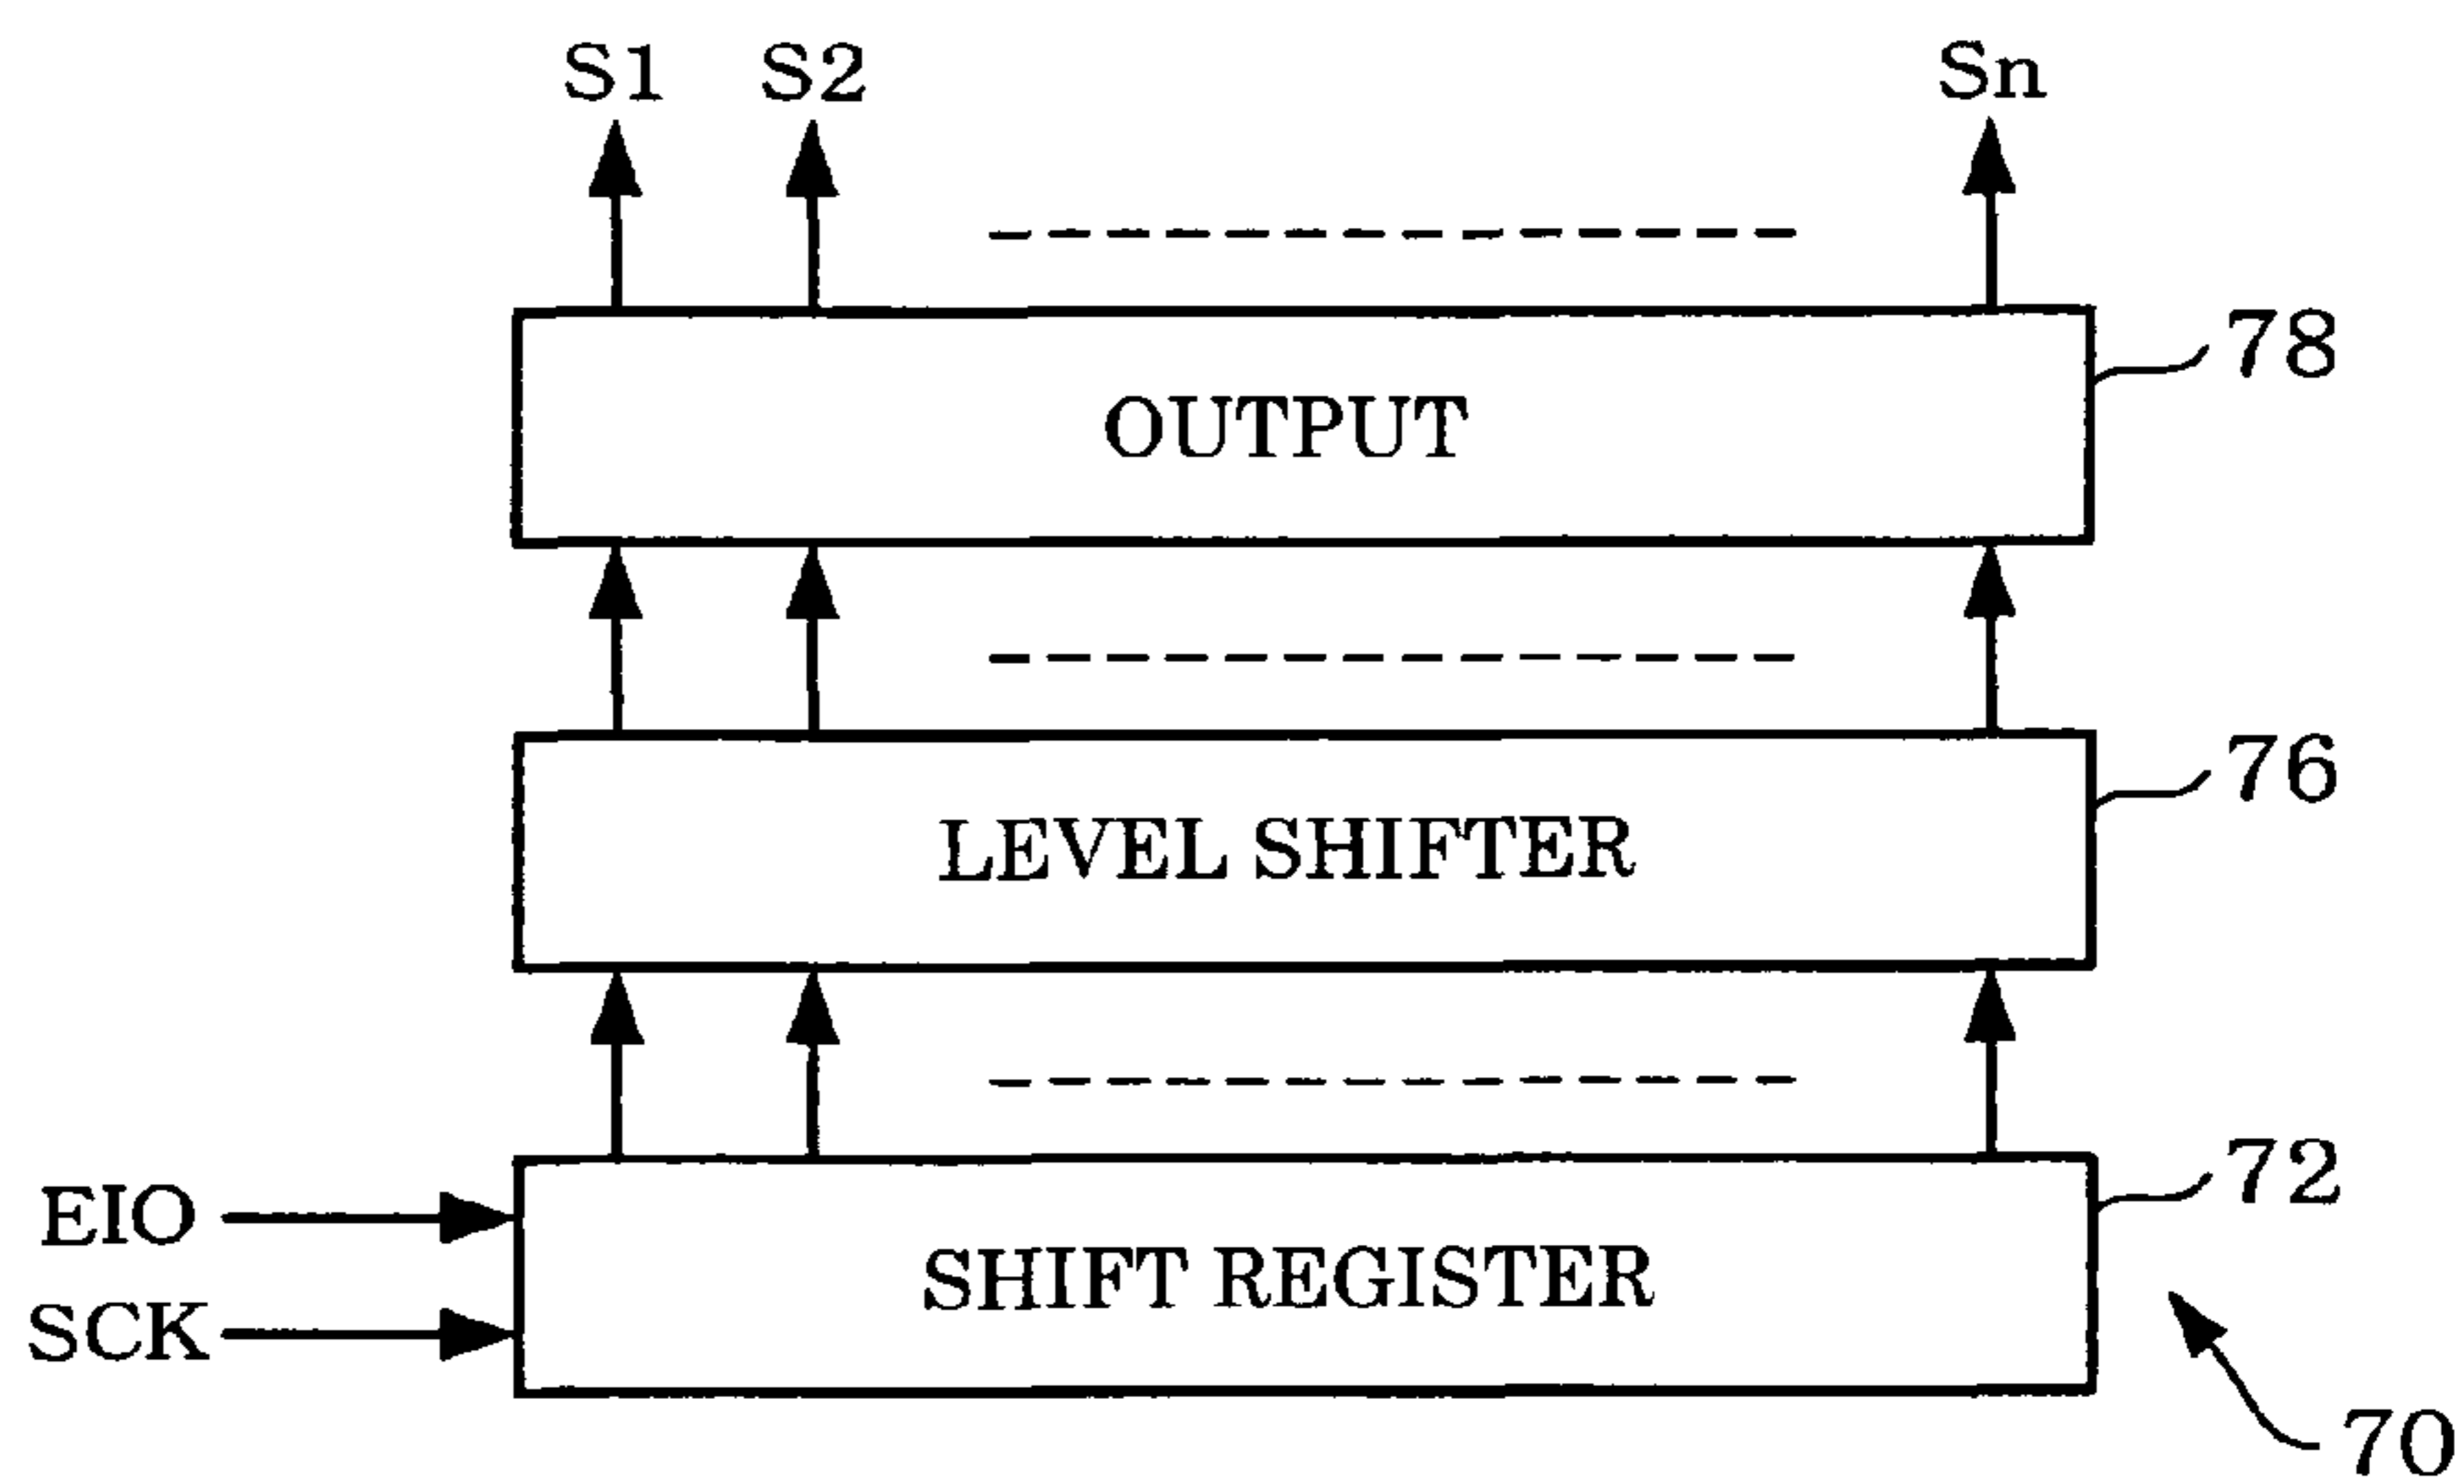 S1 S2 Sn
78
OUTPUT
76
LEVEL SHIFTER
72
EIO
SHIFT REGISTER
SCK
70